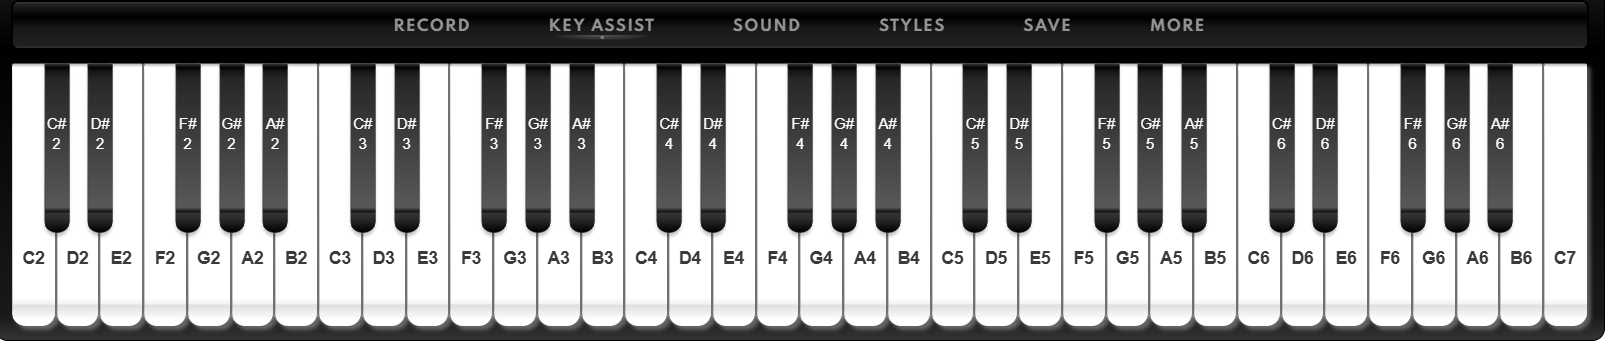 RECORD KEY ASSIST SOUND STYLES SAVE MORE
C# D# F# G# A# C# D# F# G# A# C# D# F# G# A# C# D# F# G# A# C# D# F# G# A#
2 2 2 2 2 3 3 3 3 3 4 4 4 4 4 5 5 5 5 5 6 6 6 6 6
C2 D2 E2 F2 G2 A2 B2 C3 D3 E3 F3 G3 A3 B3 C4 D4 E4 F4 G4 A4 B4 C5 D5 E5 F5 G5 A5 B5 C6 D6 E6 F6 G6 A6 B6 C7